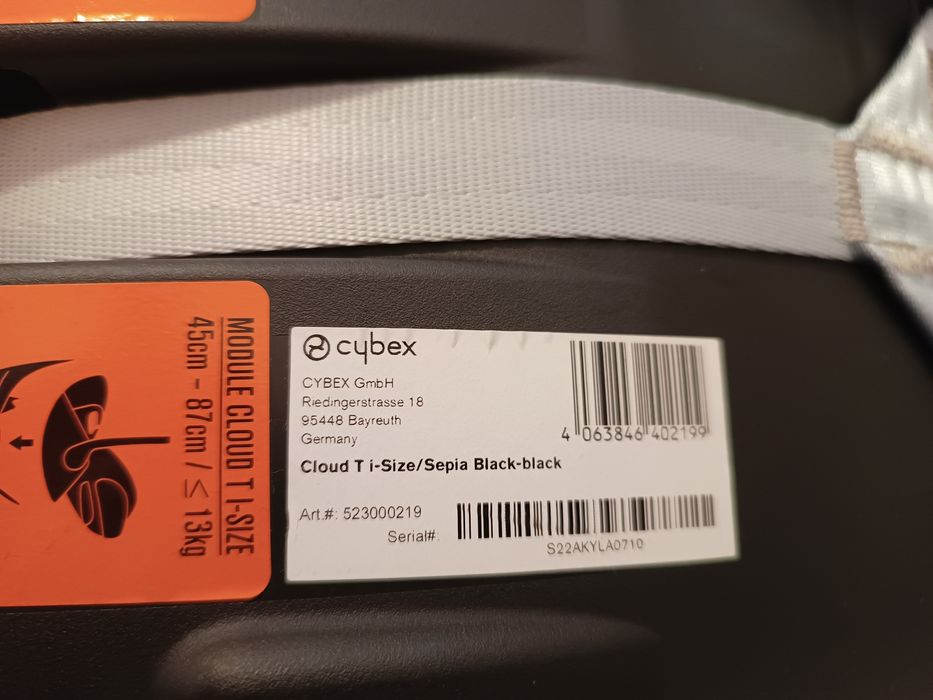 MODULE CLOUD T I-SIZE
45cm - 87cm / ≤ 13kg
cybex
CYBEX GmbH
Riedingerstrasse 18
95448 Bayreuth
Germany
4 063846 402199
Cloud T i-Size/Sepia Black-black
Art.#: 523000219
Serial#:
S22AKYLA0710